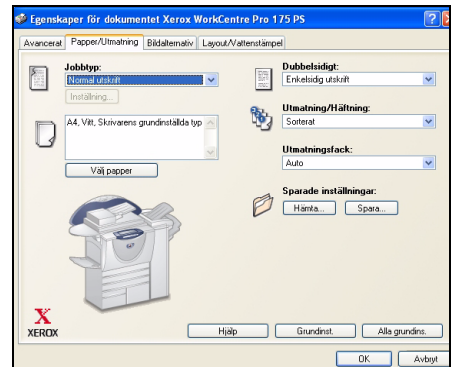 Egenskaper för dokumentet Xerox WorkCentre Pro 175 PS
Avancerat Papper/Utmatning Bildalternativ Layout/Vattenstämpel
Jobbtyp:
Normal utskrift
Inställning...
A4, Vitt, Skrivarens grundinställda typ
Välj papper
Dubbelsidigt:
Enkelsidig utskrift
Utmatning/Häftning:
Sorterat
Utmatningsfack:
Auto
Sparade inställningar:
Hämta... Spara...
X
XEROX
Hjälp Grundinst. Alla grundins.
OK Avbryt